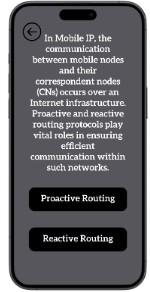 In Mobile IP, the
communication
between mobile nodes
and their
correspondent nodes
(CNs) occurs over an
Internet infrastructure.
Proactive and reactive
routing protocols play
vital roles in ensuring
efficient
communication within
such networks.
Proactive Routing
Reactive Routing